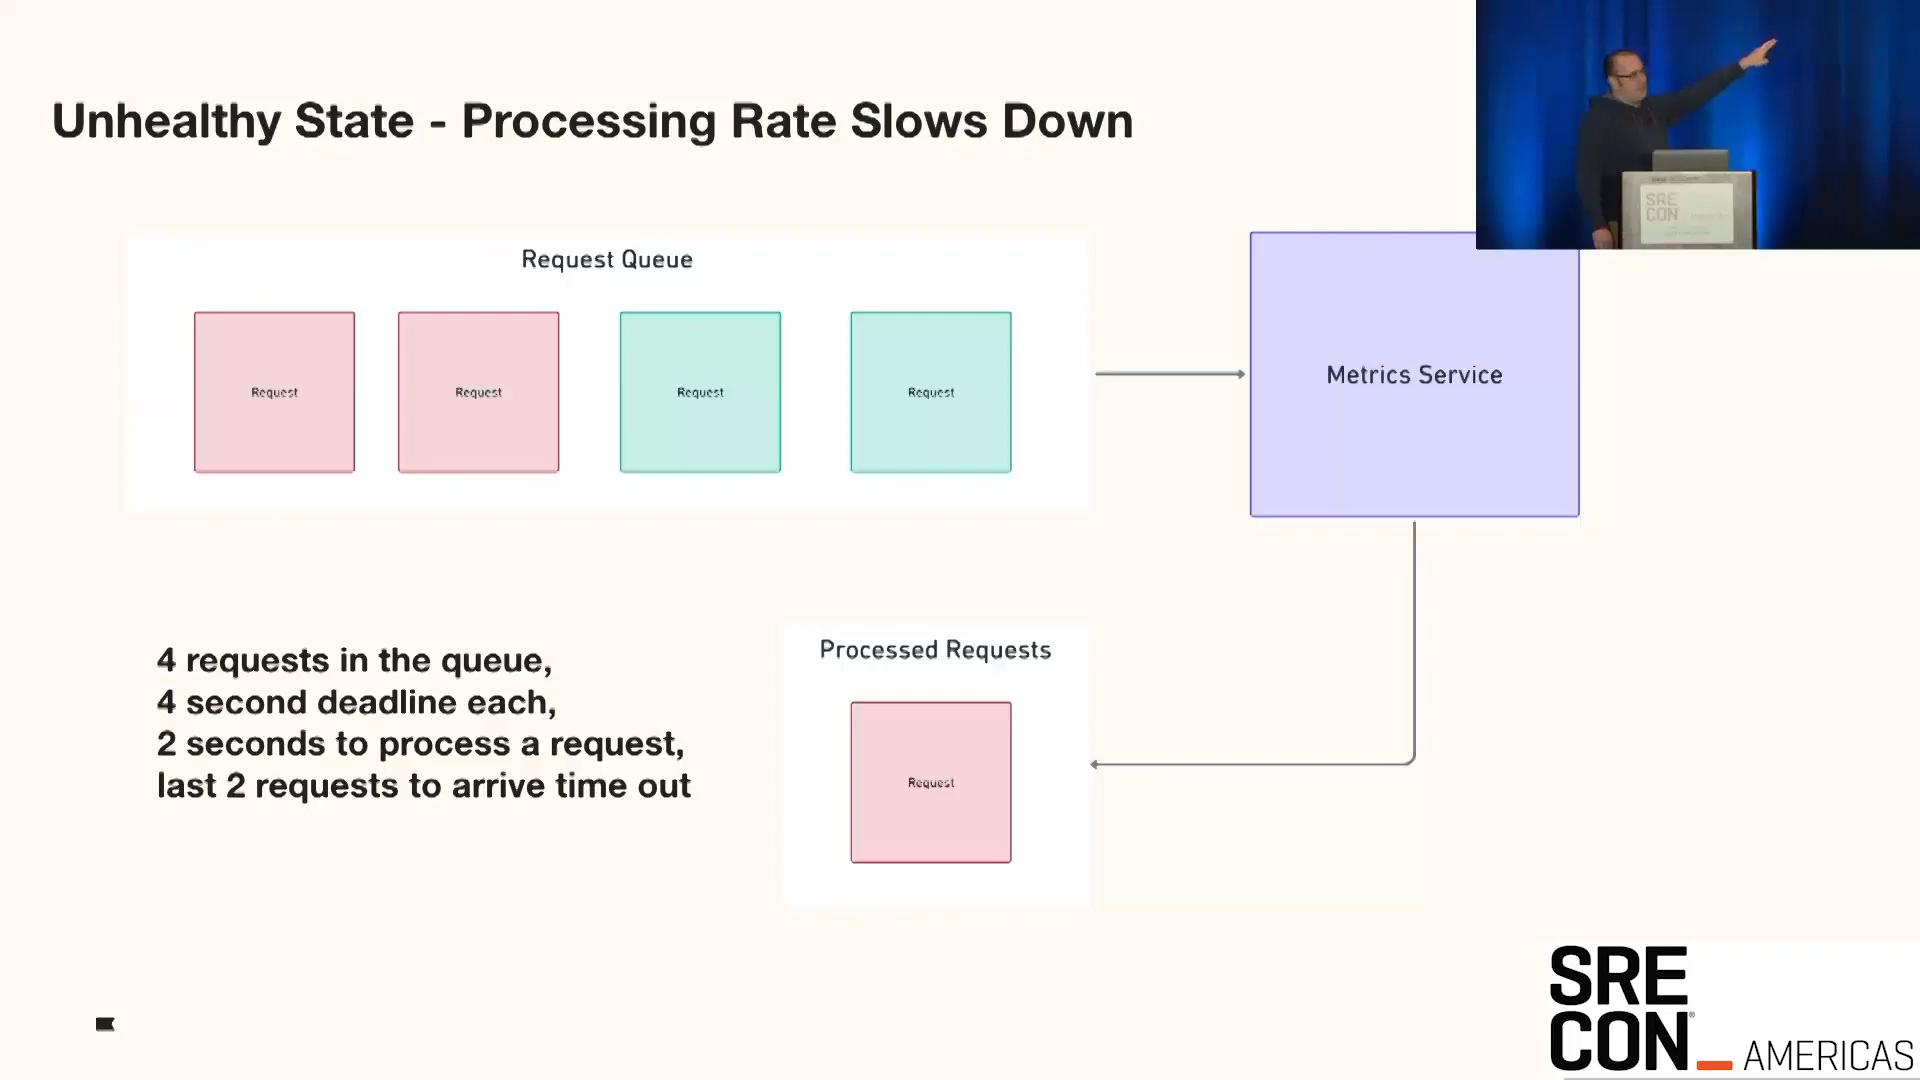 Unhealthy State - Processing Rate Slows Down
Request Queue
Request
Request
Request
Request
Metrics Service
4 requests in the queue,
4 second deadline each,
2 seconds to process a request,
last 2 requests to arrive time out
Processed Requests
Request
SRE
CON
SRE
CON AMERICAS